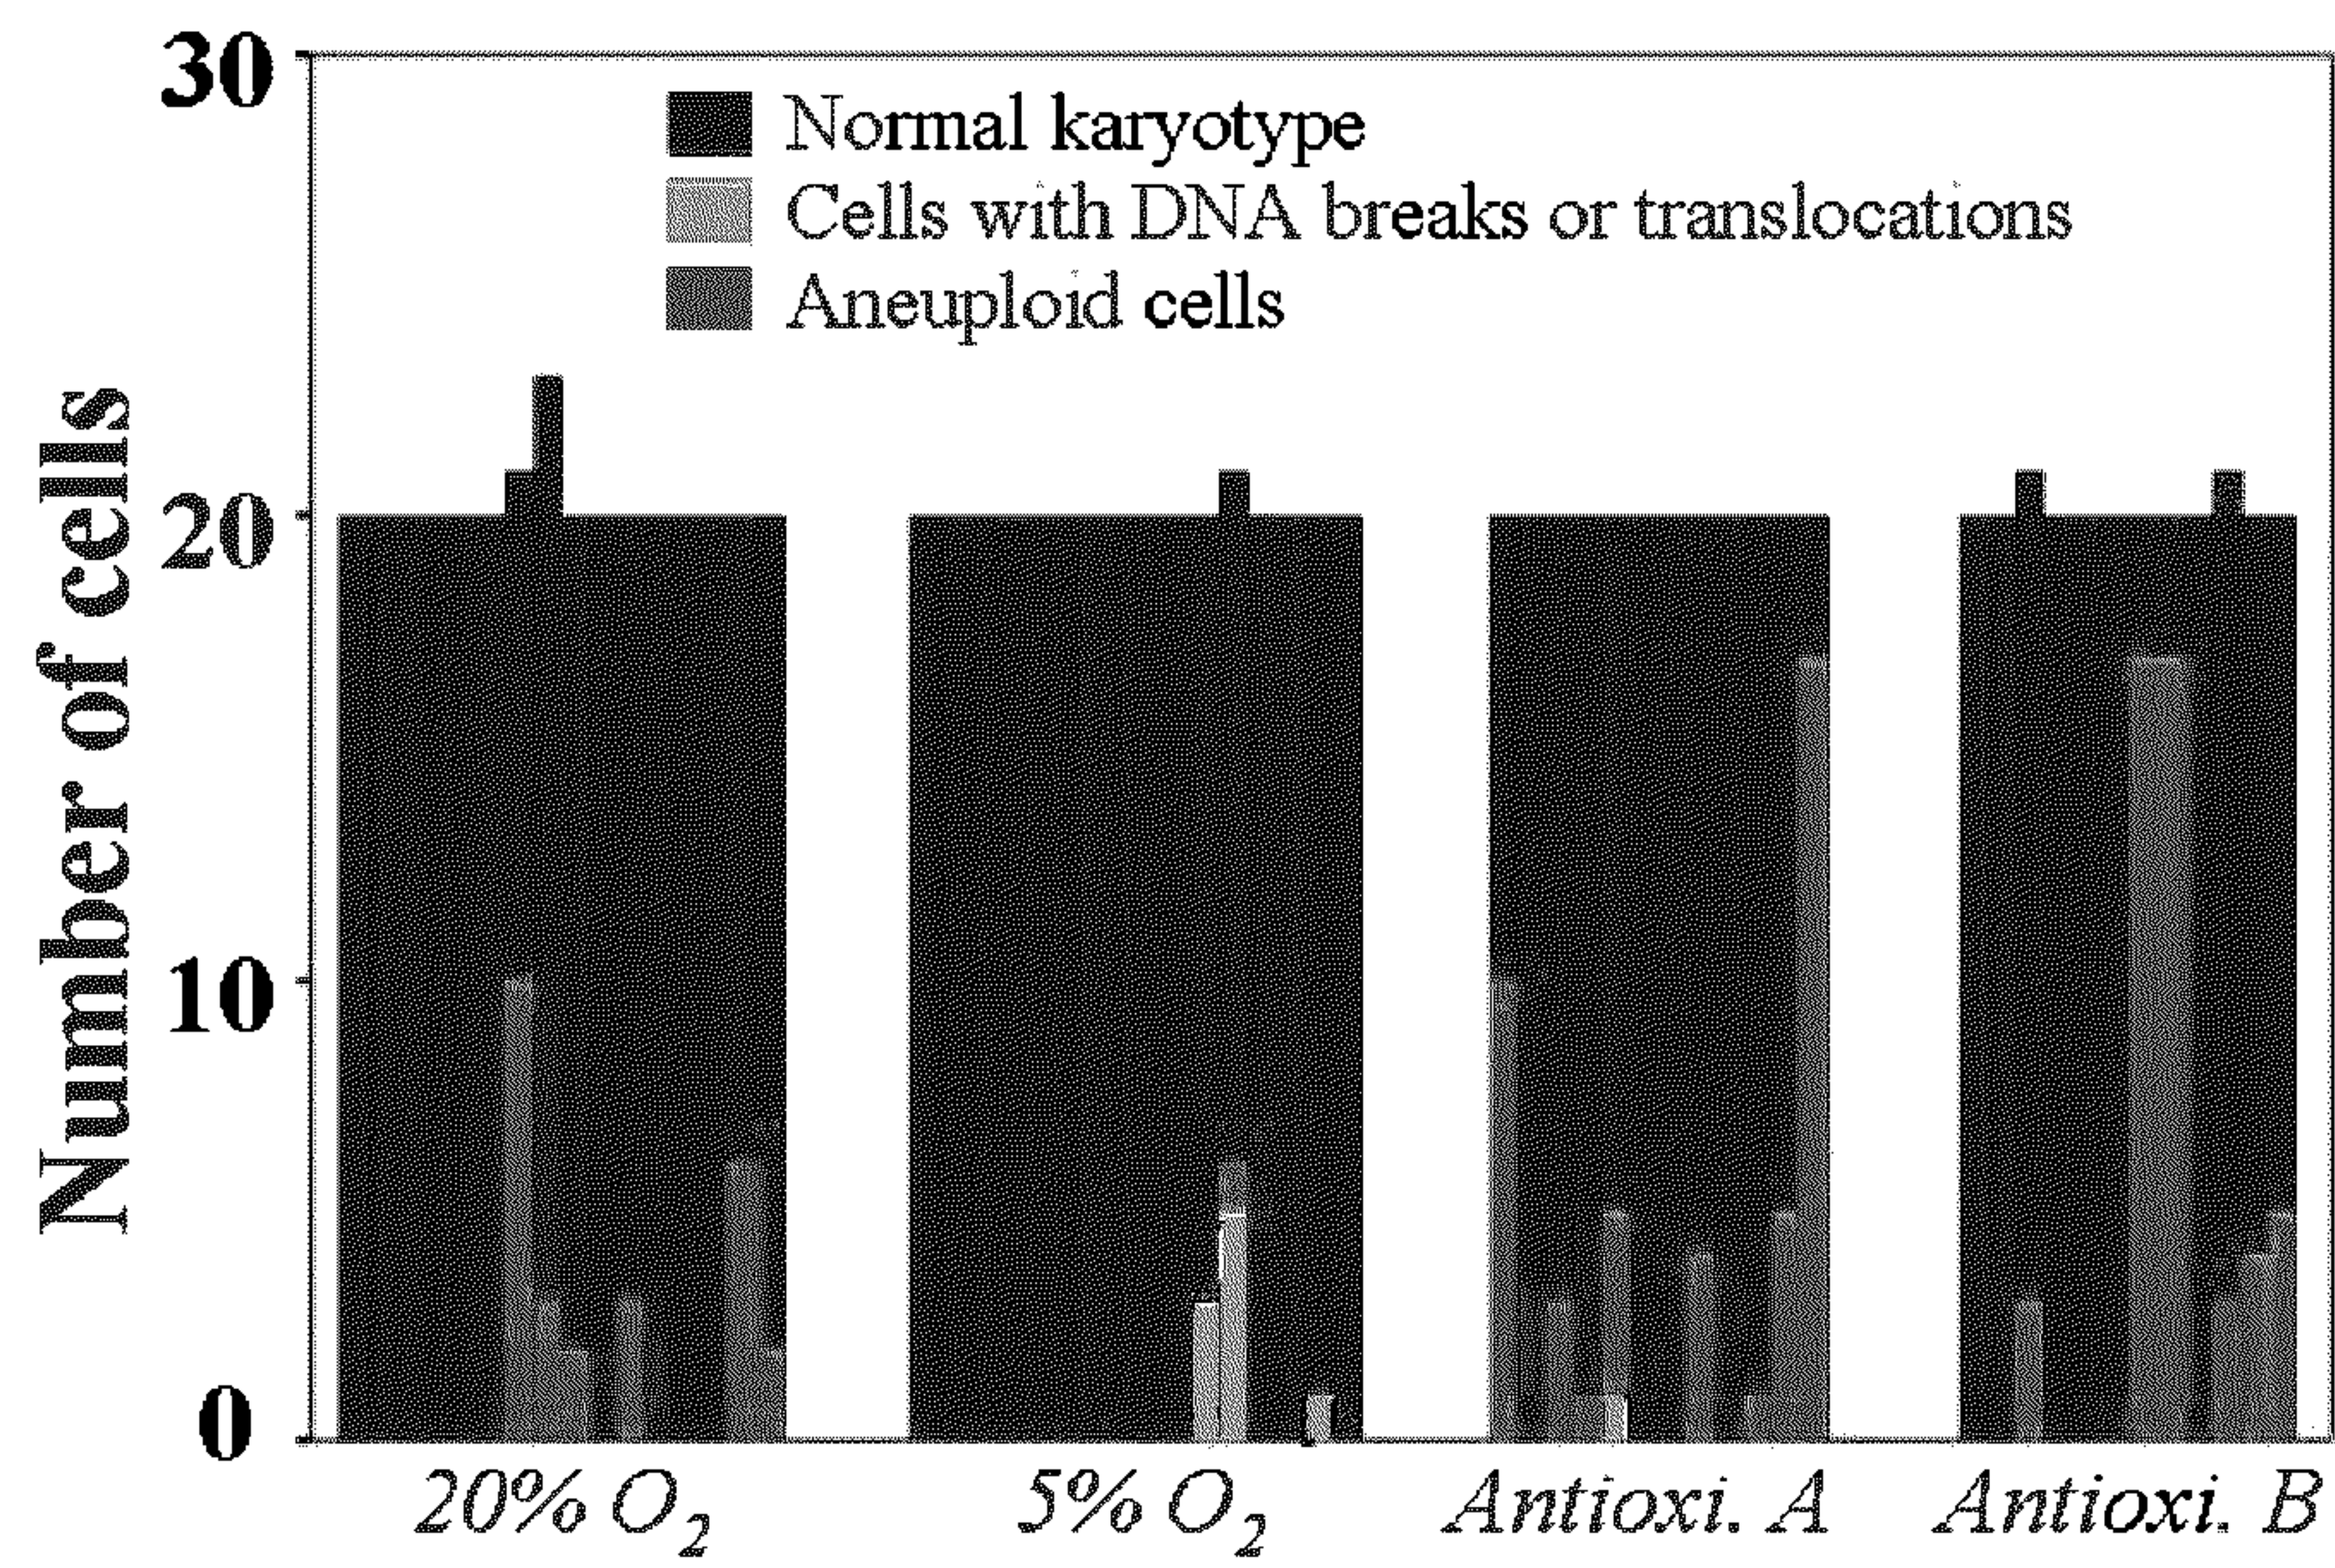 30
Normal karyotype
Cells with DNA breaks or translocations
Aneuploid cells
Number of cells
20
10
0
20% O2
5% O2
Antioxi. A
Antioxi. B